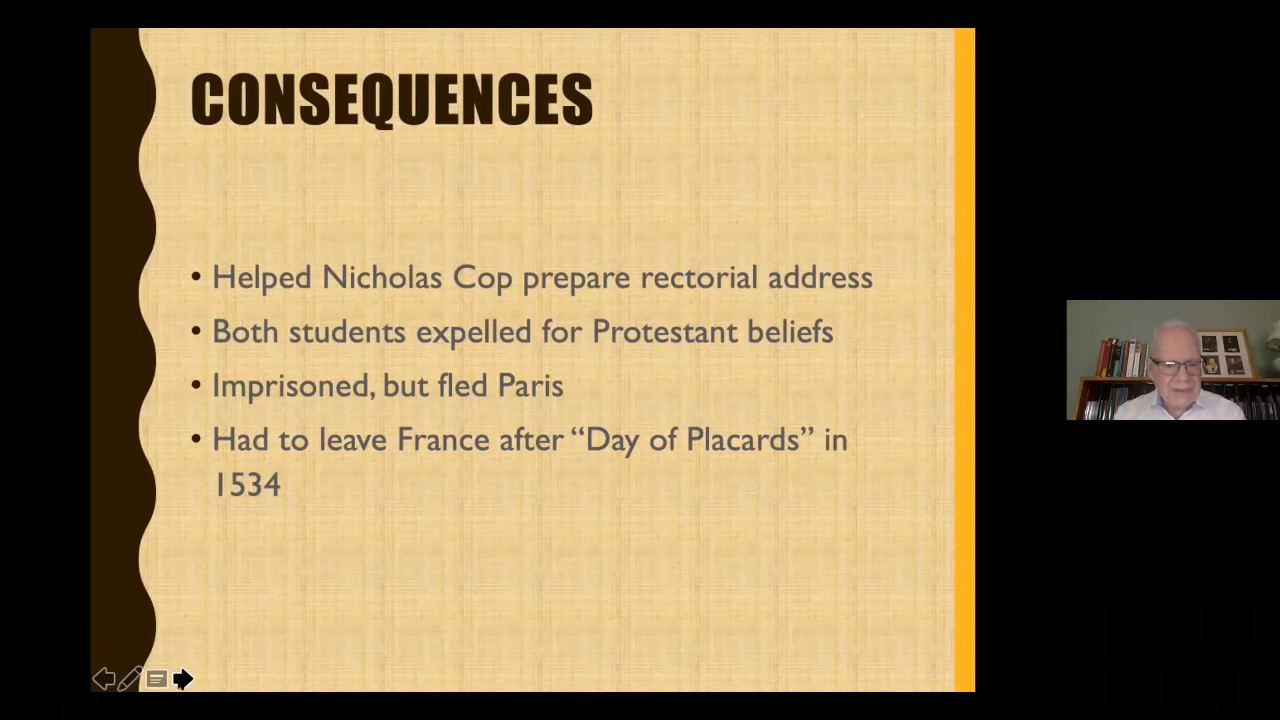 CONSEQUENCES
• Helped Nicholas Cop prepare rectorial address
• Both students expelled for Protestant beliefs
• Imprisoned, but fled Paris
• Had to leave France after “Day of Placards” in
1534